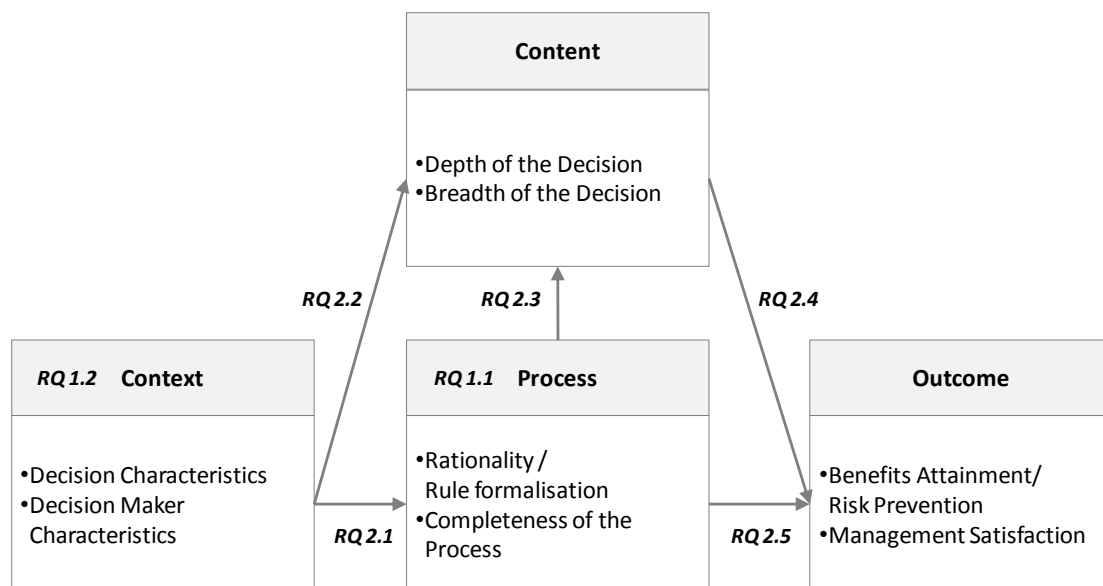 Content
•Depth of the Decision
•Breadth of the Decision
RQ 2.2
RQ 2.3
RQ 2.4
RQ 1.2 Context
•Decision Characteristics
•Decision Maker
Characteristics
RQ 2.1
RQ 1.1 Process
•Rationality /
Rule formalisation
•Completeness of the
Process
RQ 2.5
Outcome
•Benefits Attainment/
Risk Prevention
•Management Satisfaction